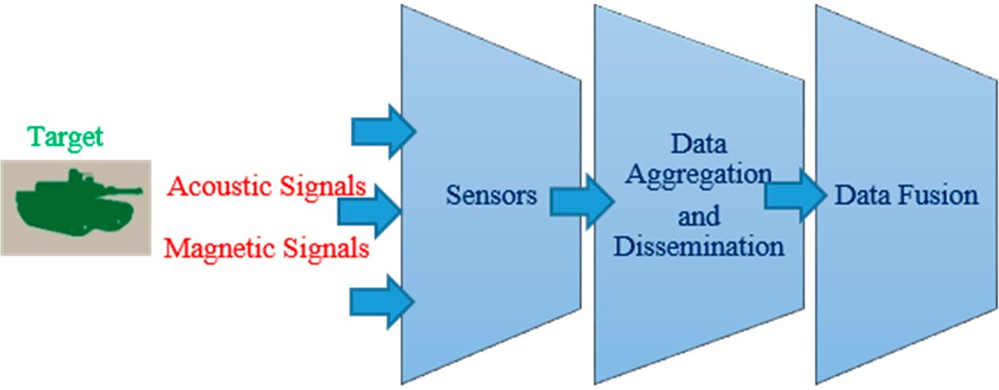 Target
Acoustic Signals
Magnetic Signals
Sensors
Data
Aggregation
and
Dissemination
Data Fusion